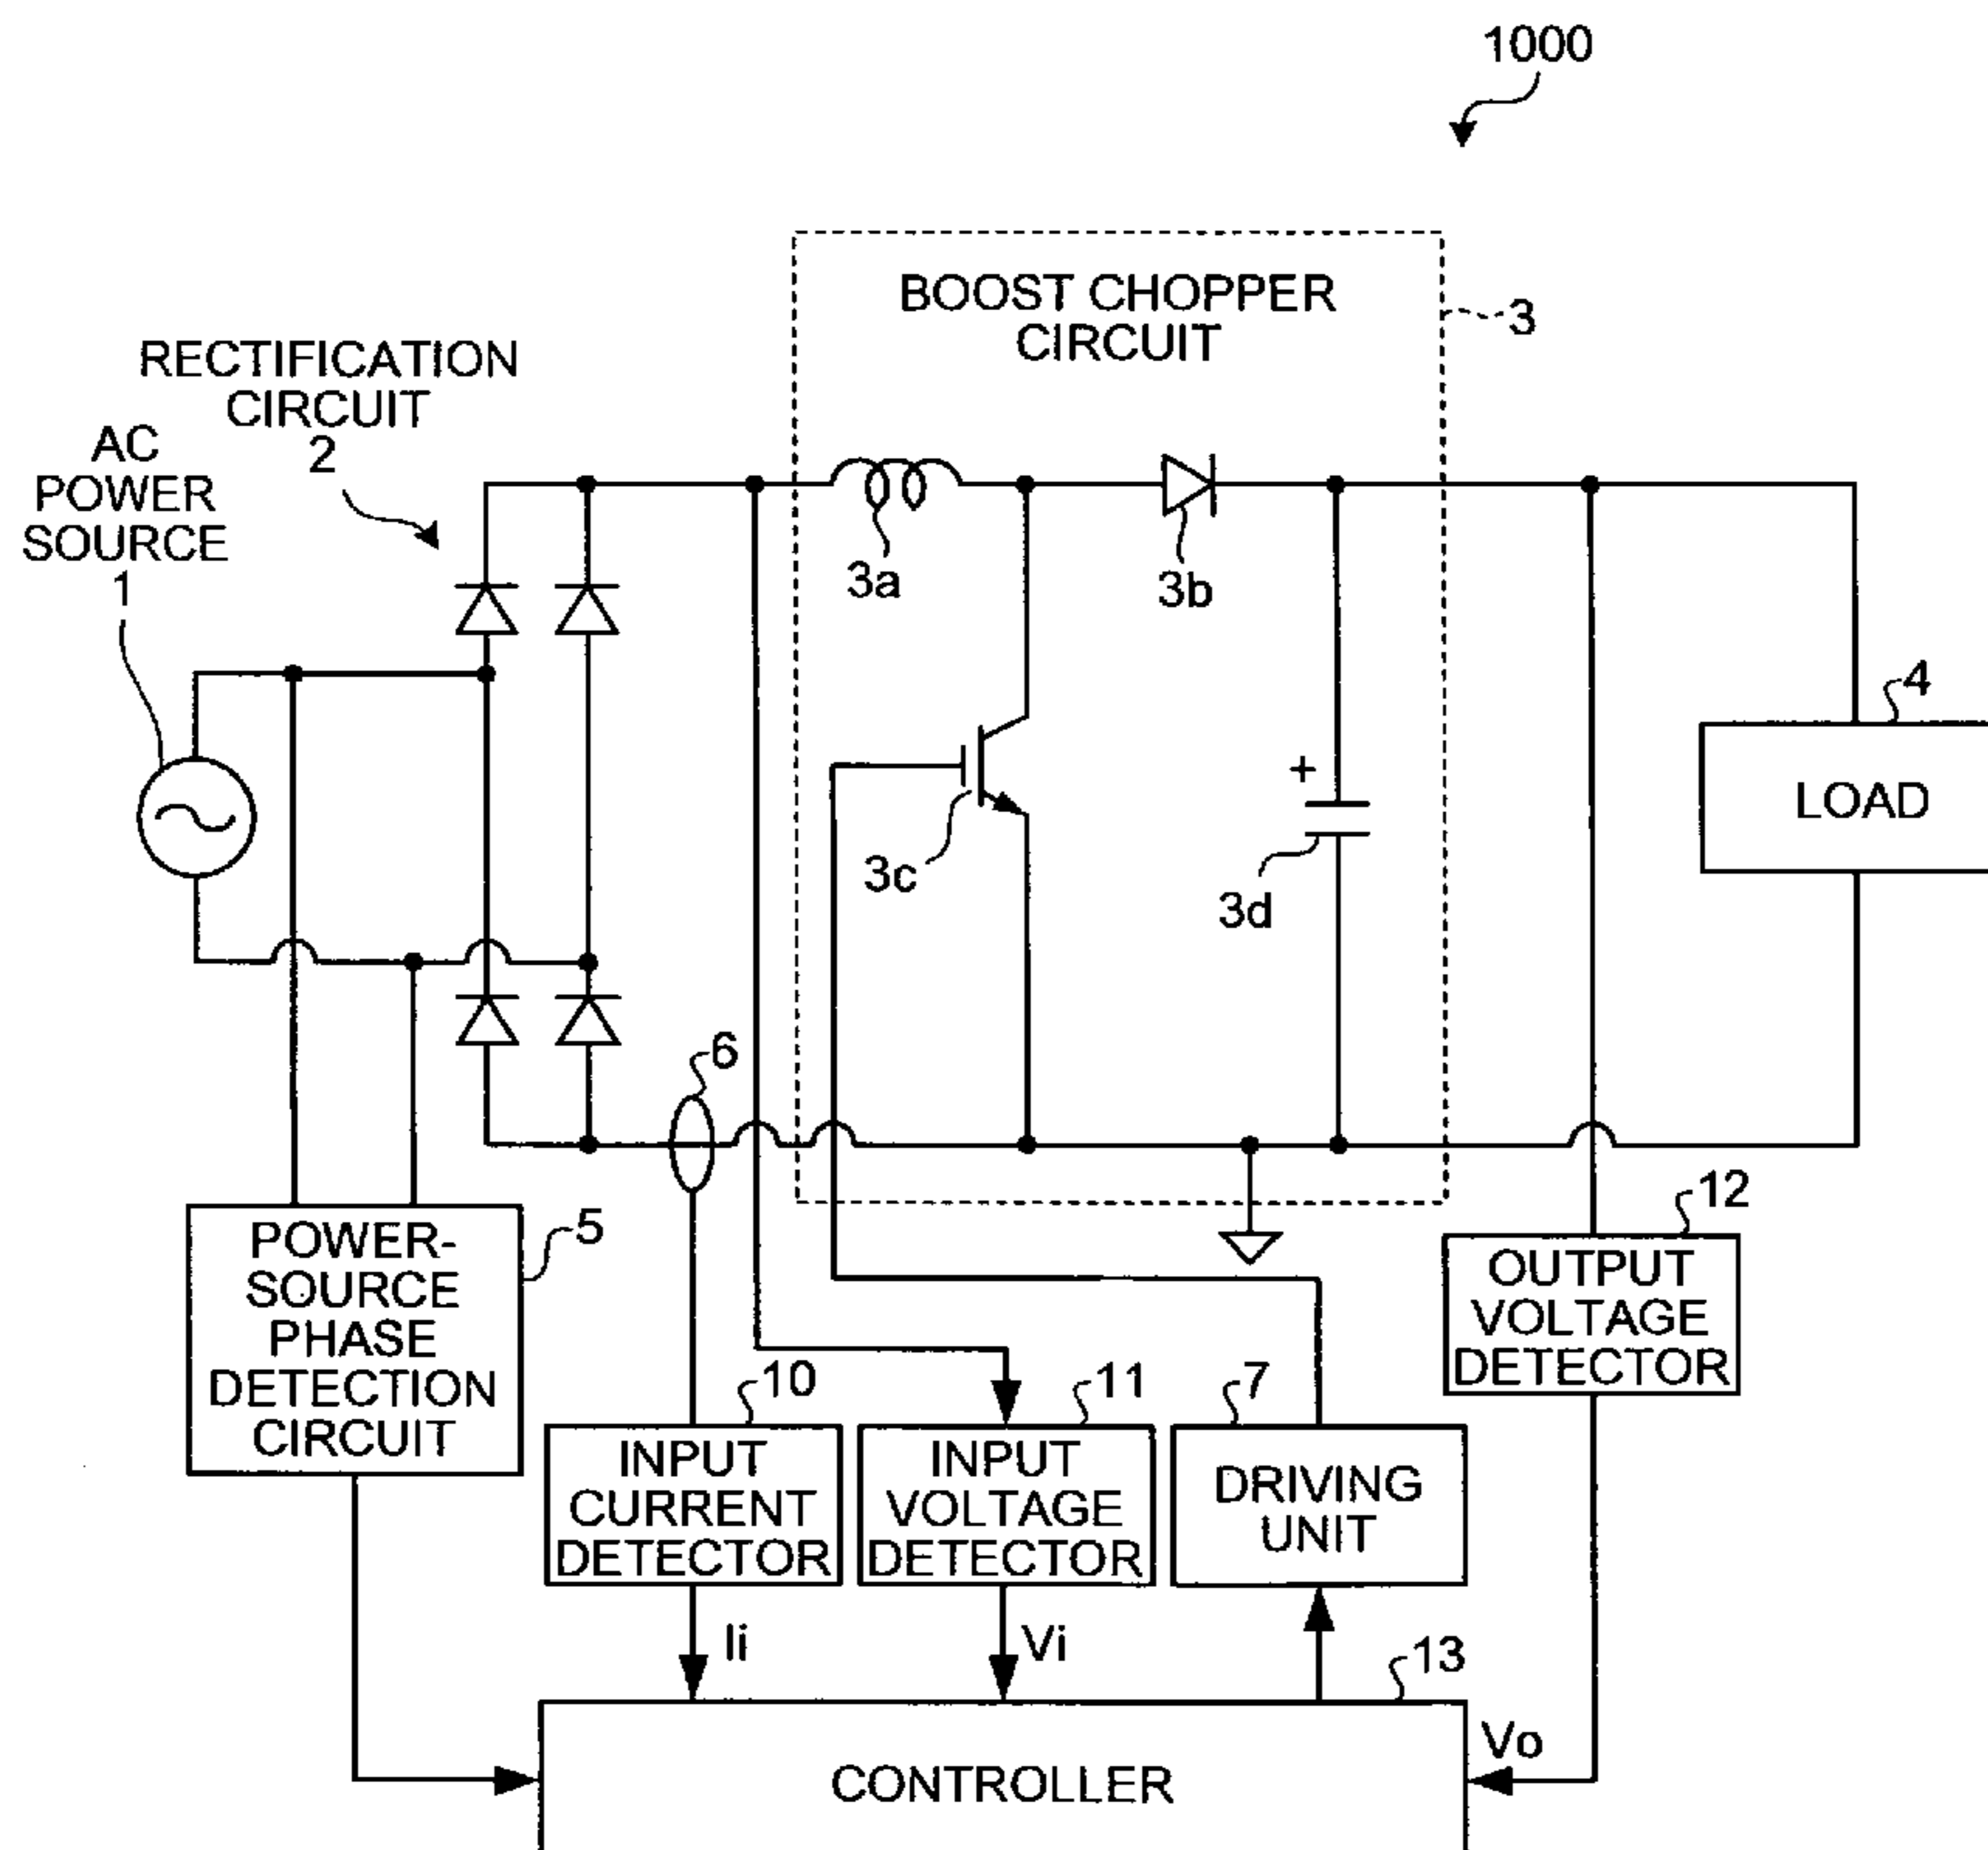 1000
BOOST CHOPPER
CIRCUIT
3
RECTIFICATION
CIRCUIT
2
AC
POWER
SOURCE
1
3a
3b
4
LOAD
+
3c
3d
6
POWER-
SOURCE
PHASE
DETECTION
CIRCUIT
5
12
OUTPUT
VOLTAGE
DETECTOR
10
INPUT
CURRENT
DETECTOR
11
INPUT
VOLTAGE
DETECTOR
7
DRIVING
UNIT
Ii
Vi
13
Vo
CONTROLLER